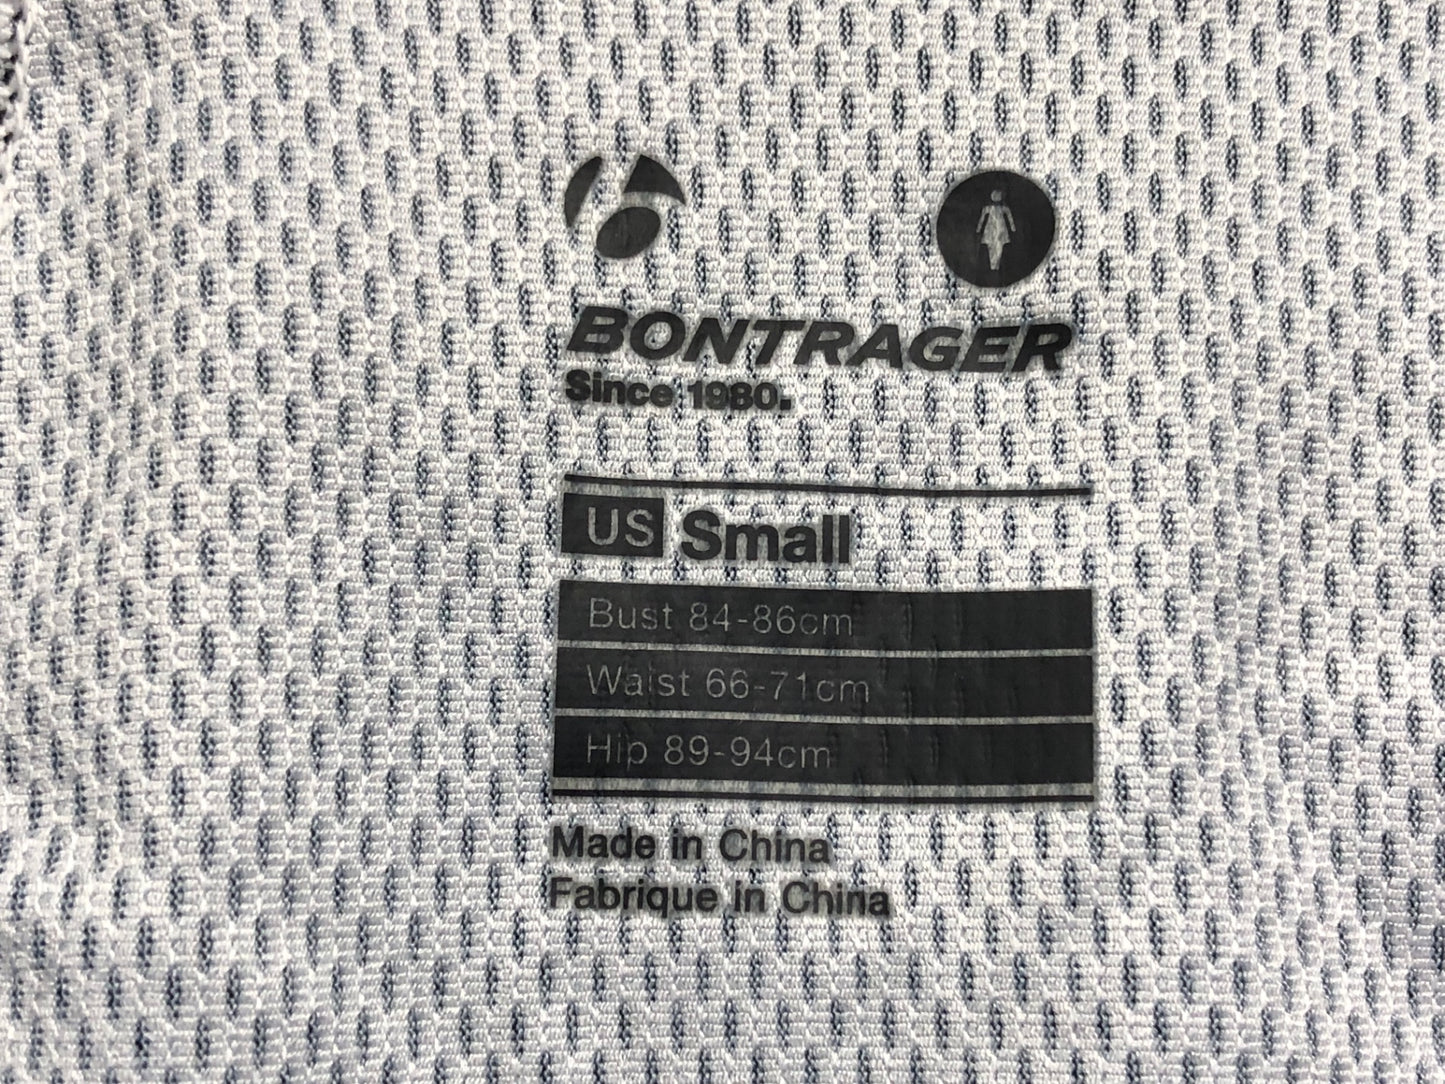 BONTRAGER
Since 1980.
US Small
Bust 84-86cm
Waist 66-71cm
Hip 89-94cm
Made in China
Fabrique in China